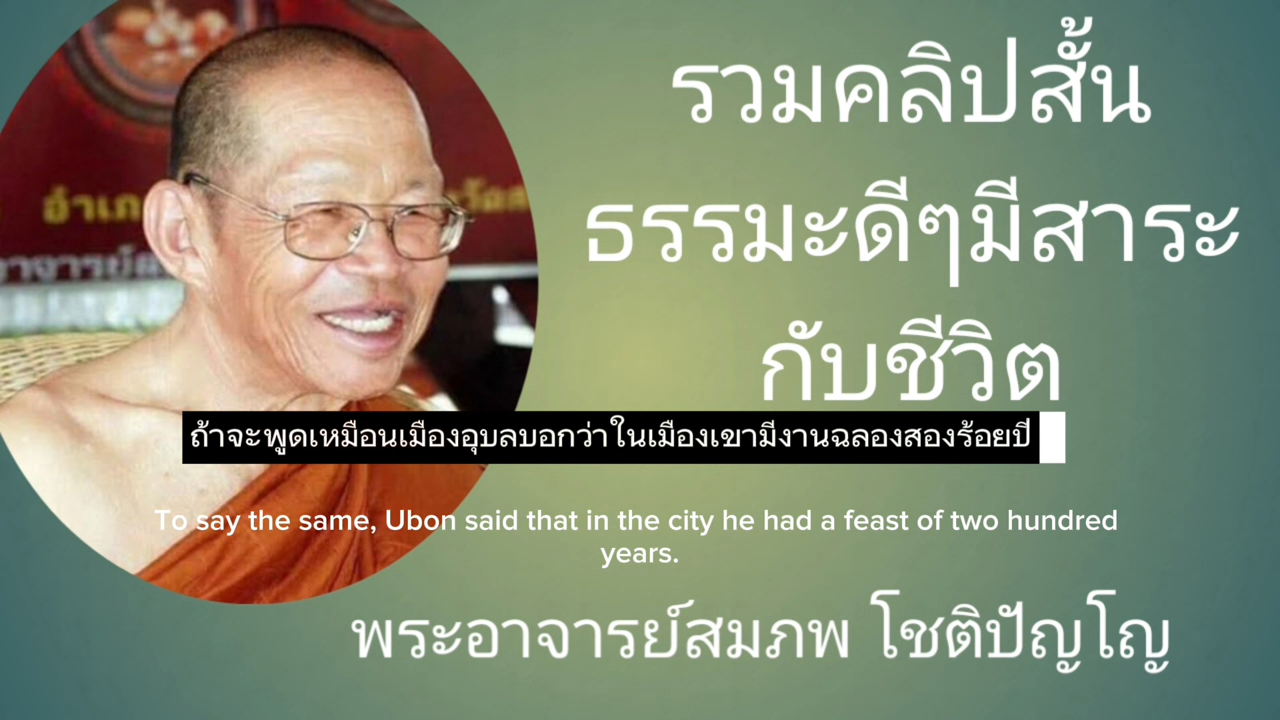 รวมคลิปสั้น
ธรรมะดีๆมีสาระ
กับชีวิต
อำเภ
ถ้าจะพูดเหมือนเมืองอุบลบอกว่าในเมืองเขามีงานฉลองสองร้อยปี
To say the same, Ubon said that in the city he had a feast of two hundred
years.
พระอาจารย์สมภพ โชติปัญโญ